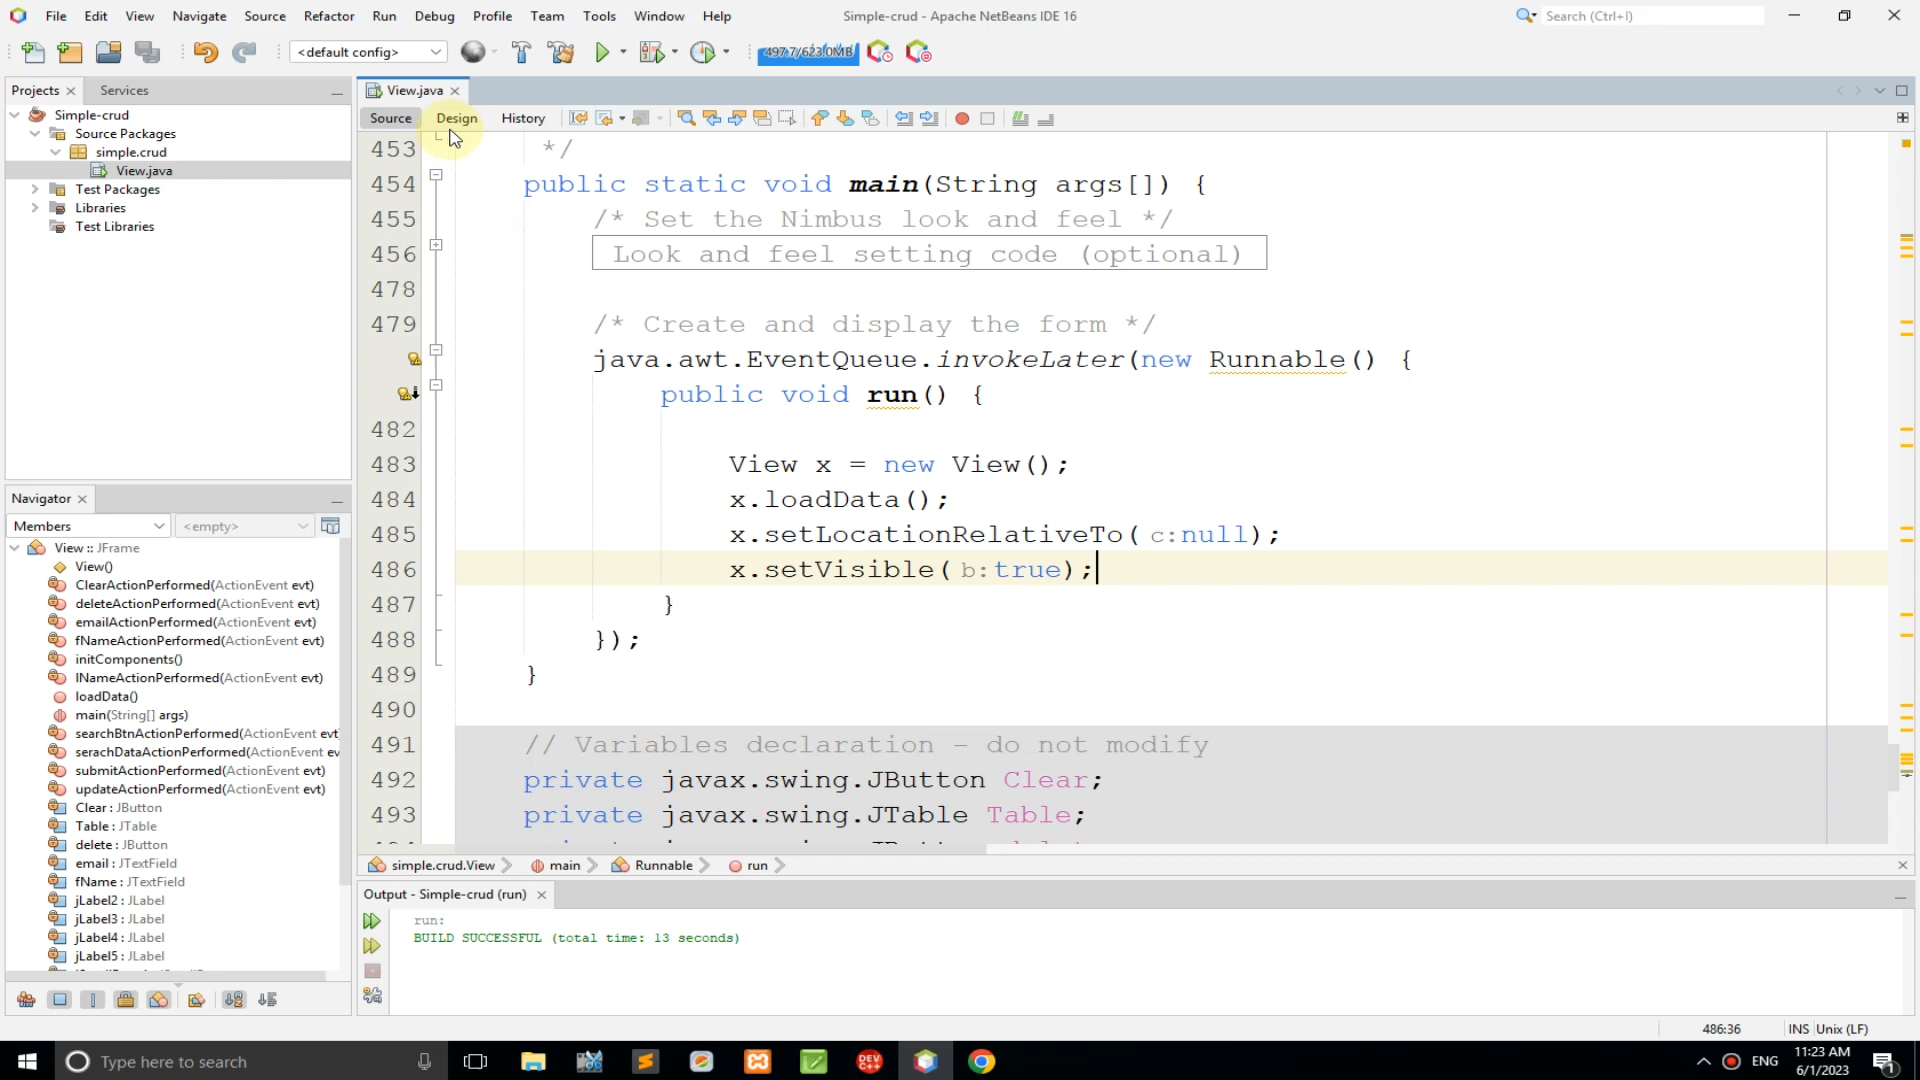 File Edit View Navigate Source Refactor Run Debug Profile Team Tools Window Help
Simple-crud - Apache NetBeans IDE 16
Search (Ctrl+I)
<default config>
497.7/623.0MB
Projects
Services
Simple-crud
Source Packages
simple.crud
View.java
Test Packages
Libraries
Test Libraries
View.java
Source Design History
453 */
454 public static void main(String args[]) {
455 /* Set the Nimbus look and feel */
456 Look and feel setting code (optional)
478
479 /* Create and display the form */
java.awt.EventQueue.invokeLater(new Runnable() {
public void run() {
482
483 View x = new View();
484 x.loadData();
485 x.setLocationRelativeTo( c:null);
486 x.setVisible( b:true);
487 }
488 });
489 }
490
491 // Variables declaration - do not modify
492 private javax.swing.JButton Clear;
493 private javax.swing.JTable Table;
simple.crud.View main Runnable run
Navigator
Members <empty>
View :: JFrame
View()
ClearActionPerformed(ActionEvent evt)
deleteActionPerformed(ActionEvent evt)
emailActionPerformed(ActionEvent evt)
fNameActionPerformed(ActionEvent evt)
initComponents()
lNameActionPerformed(ActionEvent evt)
loadData()
main(String[] args)
searchBtnActionPerformed(ActionEvent evt
serachDataActionPerformed(ActionEvent ev
submitActionPerformed(ActionEvent evt)
updateActionPerformed(ActionEvent evt)
Clear : JButton
Table : JTable
delete : JButton
email : JTextField
fName : JTextField
jLabel2 : JLabel
jLabel3 : JLabel
jLabel4 : JLabel
jLabel5 : JLabel
Output - Simple-crud (run)
run:
BUILD SUCCESSFUL (total time: 13 seconds)
486:36 INS Unix (LF)
Type here to search
DEV C++
ENG
11:23 AM
6/1/2023
1